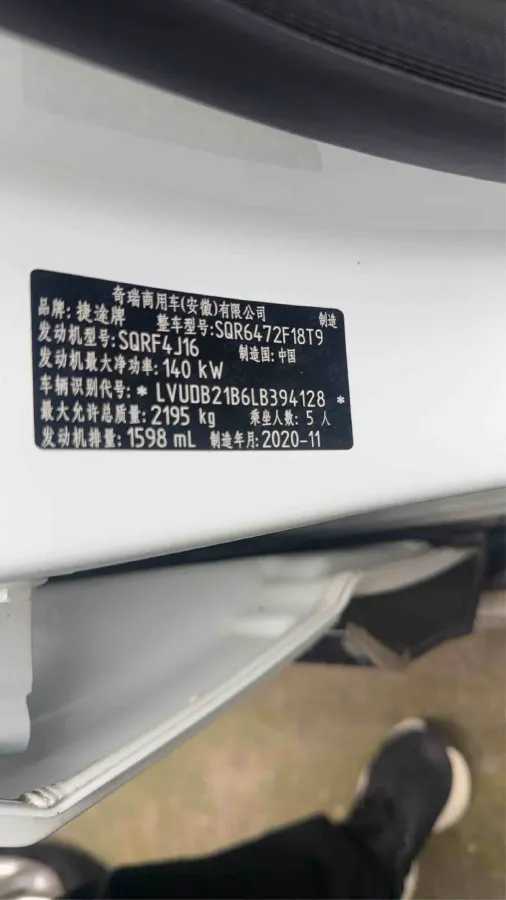 奇瑞商用车(安徽)有限公司 制造
品牌: 捷途牌 整车型号:SQR6472F18T9
发动机型号:SQRF4J16 制造国: 中国
发动机最大净功率: 140 kW
车辆识别代号: * LVUDB21B6LB394128 *
最大允许总质量: 2195 kg 乘坐人数: 5 人
发动机排量: 1598 mL 制造年月: 2020-11